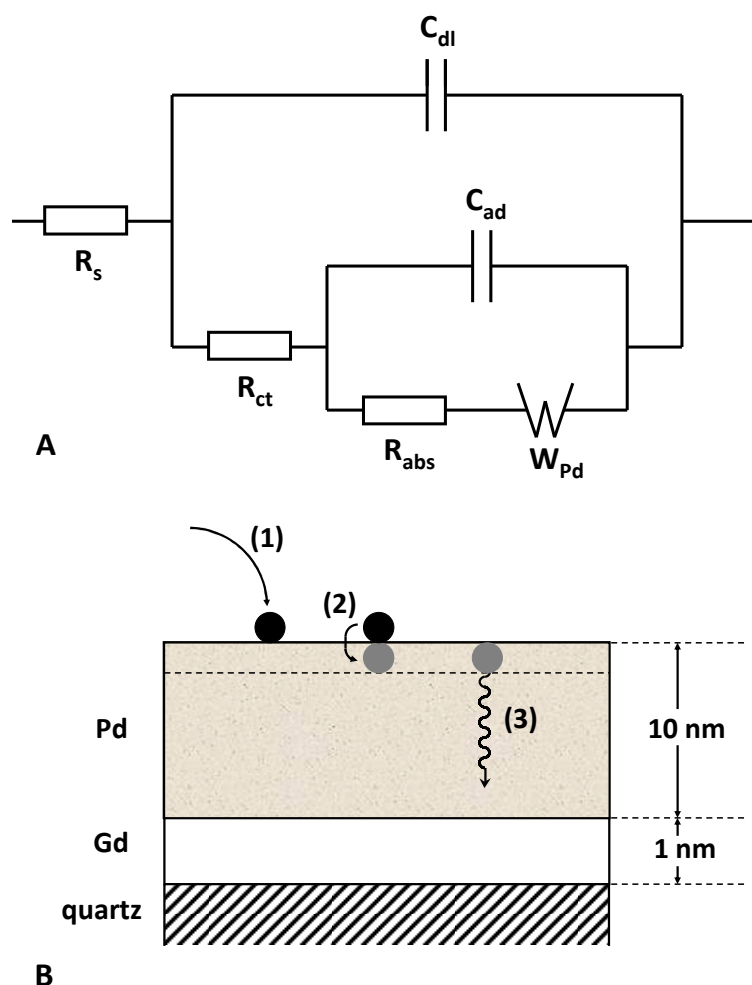 C_dl
C_ad
R_s
R_ct
R_abs
W_Pd
A
(1)
(2)
(3)
Pd
10 nm
Gd
1 nm
quartz
B